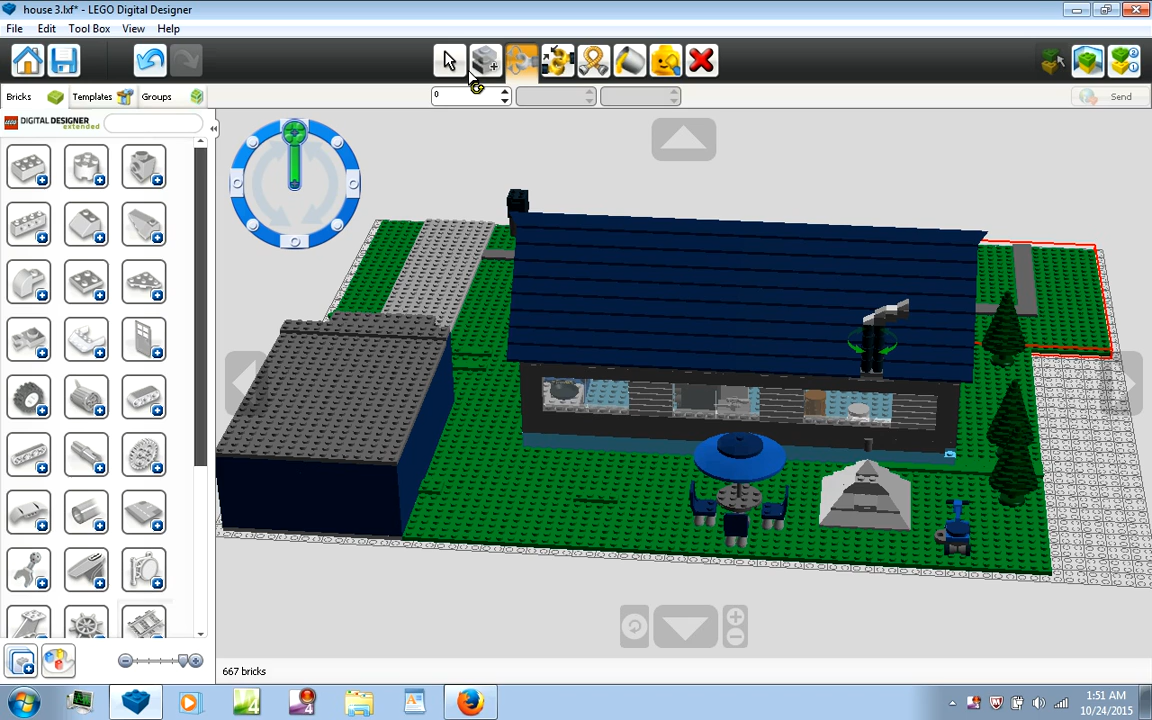 house 3.lxf* - LEGO Digital Designer
File Edit Tool Box View Help
0
Send
Bricks Templates Groups
LEGO DIGITAL DESIGNER
extended
667 bricks
1:51 AM
10/24/2015